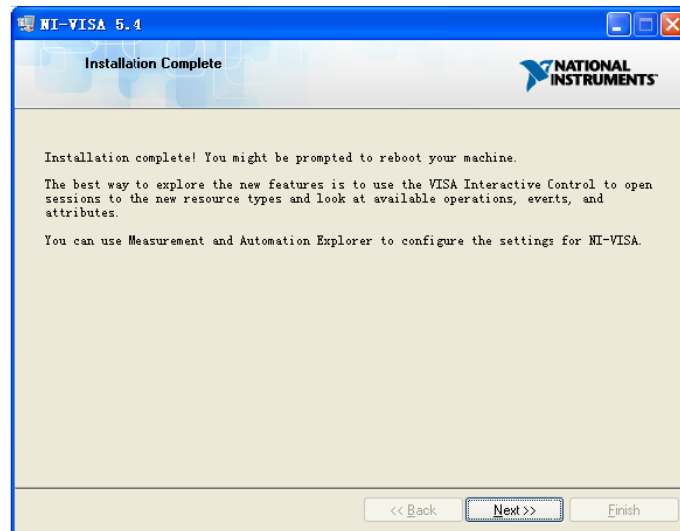 NI-VISA 5.4
Installation Complete
NATIONAL
INSTRUMENTS™
Installation complete! You might be prompted to reboot your machine.
The best way to explore the new features is to use the VISA Interactive Control to open
sessions to the new resource types and look at available operations, events, and
attributes.
You can use Measurement and Automation Explorer to configure the settings for NI-VISA.
<< Back
Next >>
Finish